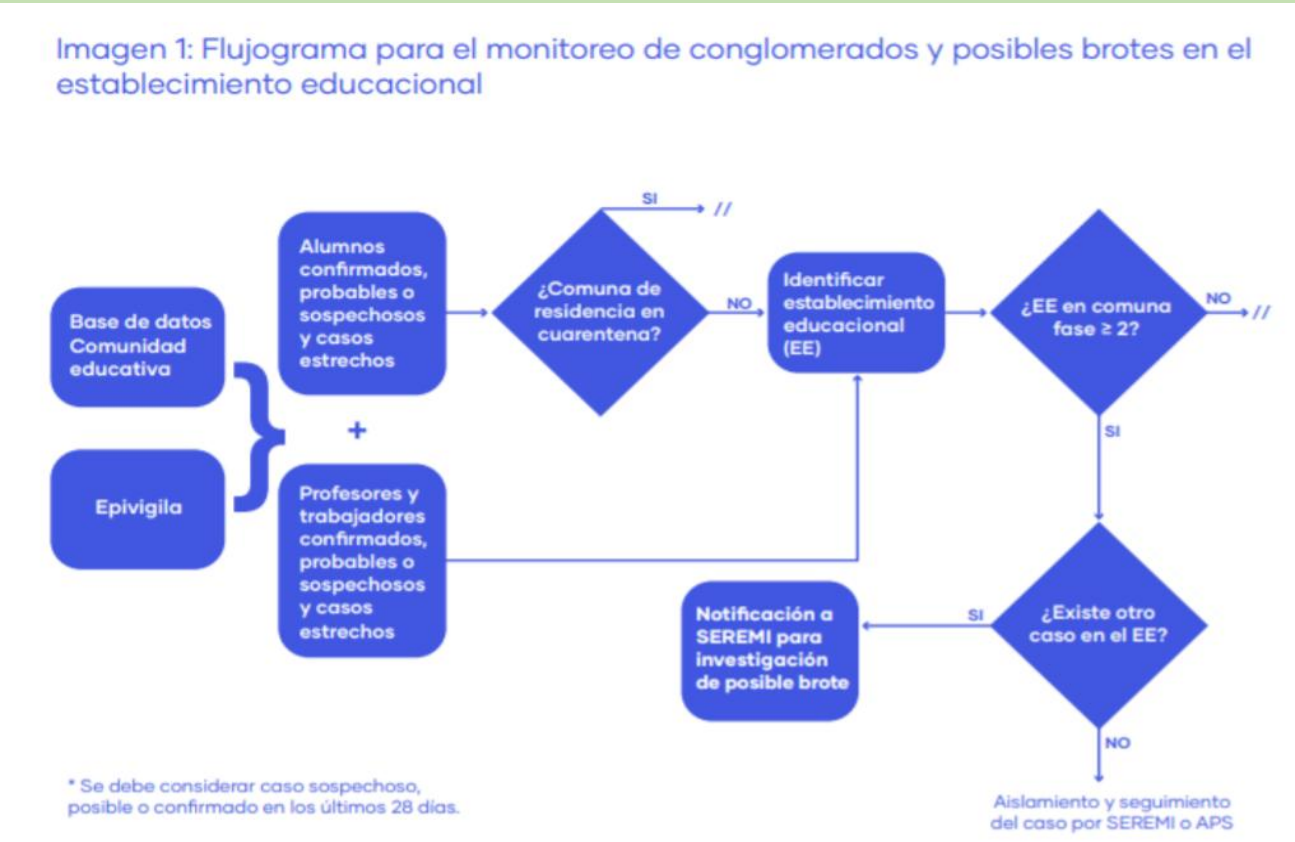 Imagen 1: Flujograma para el monitoreo de conglomerados y posibles brotes en el
establecimiento educacional
Base de datos
Comunidad
educativa
Epivigila
}
Alumnos
confirmados,
probables o
sospechosos
y casos
estrechos
+
Profesores y
trabajadores
confirmados,
probables o
sospechosos
y casos
estrechos
¿Comuna de
residencia en
cuarentena?
SI
//
NO
Identificar
establecimiento
educacional
(EE)
¿EE en comuna
fase ≥ 2?
NO
//
SI
¿Existe otro
caso en el EE?
SI
Notificación a
SEREMI para
investigación
de posible brote
NO
Aislamiento y seguimiento
del caso por SEREMI o APS
* Se debe considerar caso sospechoso,
posible o confirmado en los últimos 28 días.